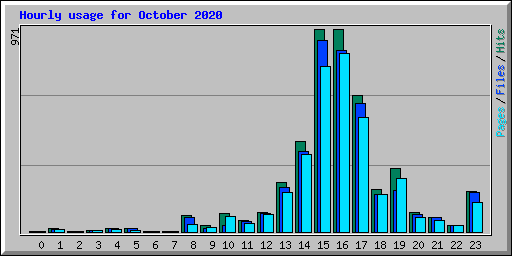 Hourly usage for October 2020
971
Pages/Files/Hits
0 1 2 3 4 5 6 7 8 9 10 11 12 13 14 15 16 17 18 19 20 21 22 23